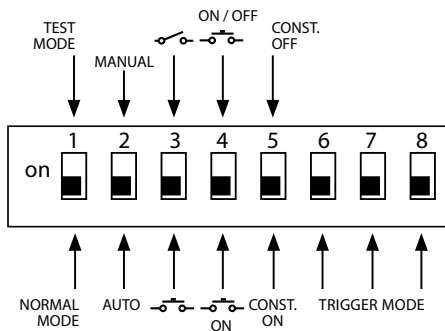 ON / OFF
TEST
MODE
CONST.
OFF
MANUAL
1 2 3 4 5 6 7 8
on
NORMAL
MODE
AUTO
ON
CONST.
ON
TRIGGER MODE